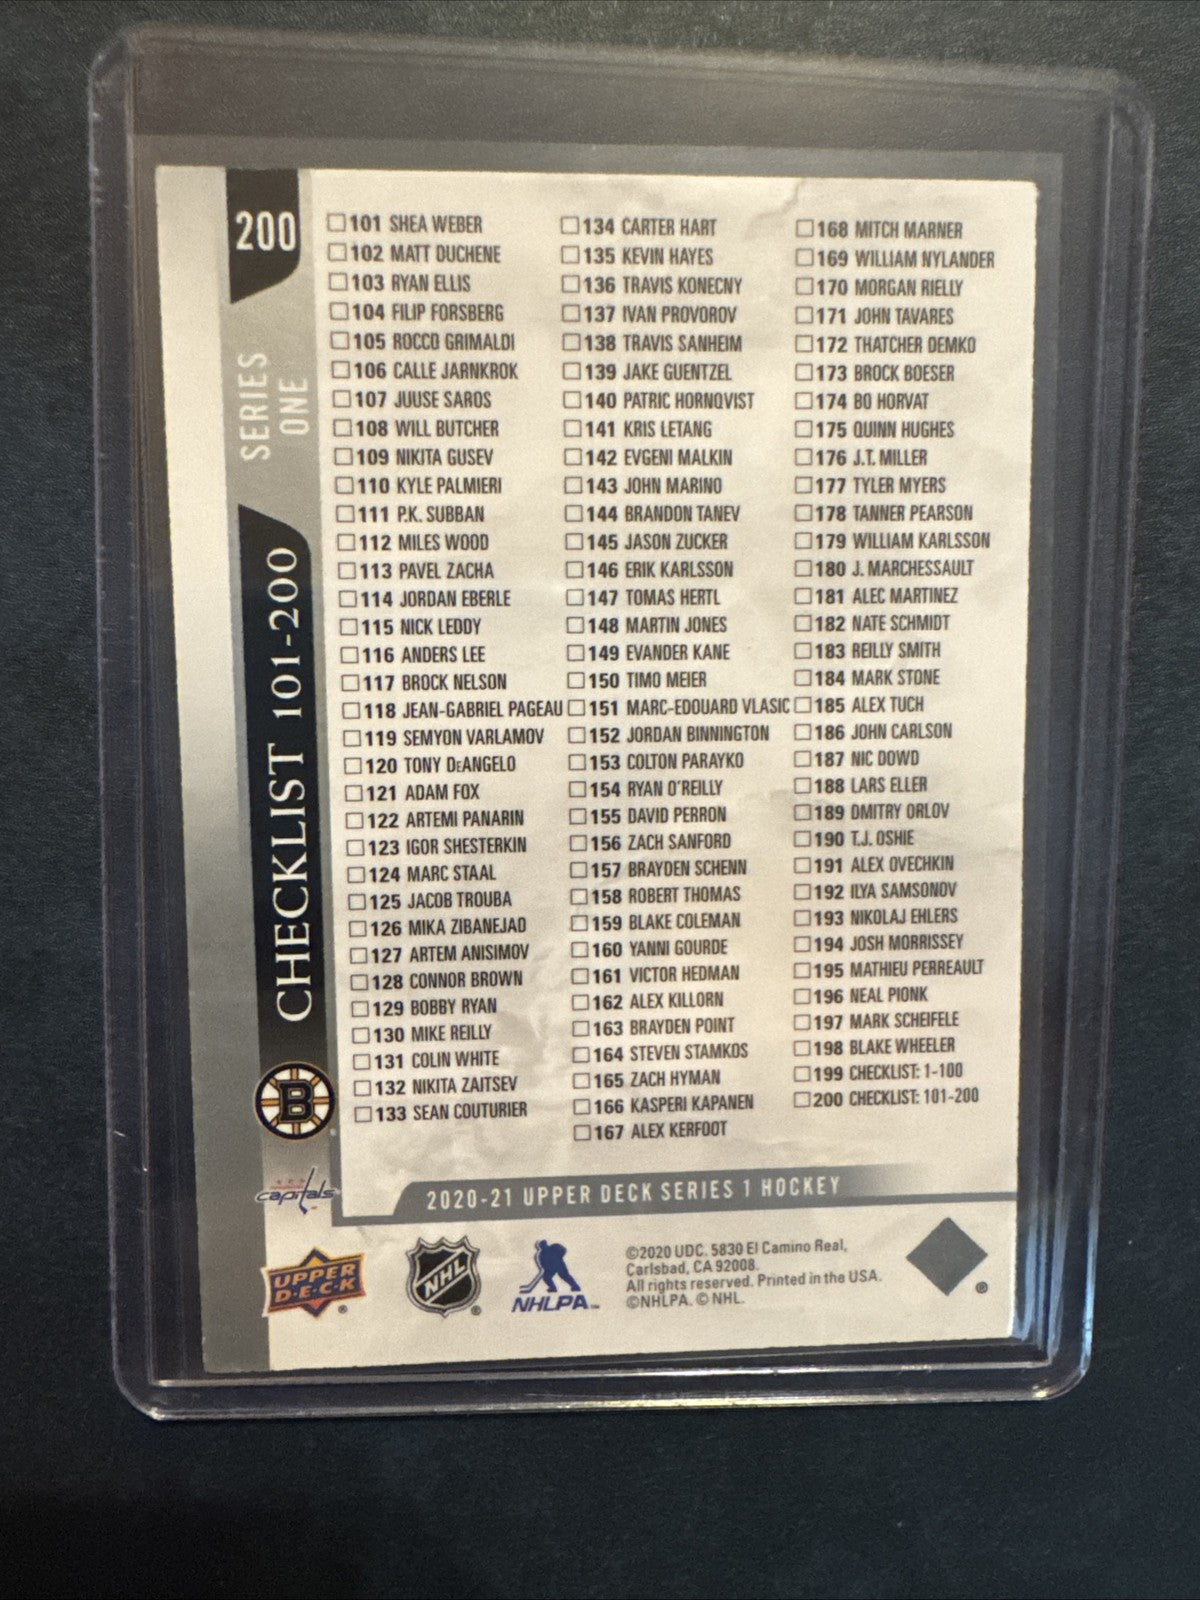 200
SERIES
ONE
CHECKLIST 101-200
101 SHEA WEBER
102 MATT DUCHENE
103 RYAN ELLIS
104 FILIP FORSBERG
105 ROCCO GRIMALDI
106 CALLE JARNKROK
107 JUUSE SAROS
108 WILL BUTCHER
109 NIKITA GUSEV
110 KYLE PALMIERI
111 P.K. SUBBAN
112 MILES WOOD
113 PAVEL ZACHA
114 JORDAN EBERLE
115 NICK LEDDY
116 ANDERS LEE
117 BROCK NELSON
118 JEAN-GABRIEL PAGEAU
119 SEMYON VARLAMOV
120 TONY DeANGELO
121 ADAM FOX
122 ARTEMI PANARIN
123 IGOR SHESTERKIN
124 MARC STAAL
125 JACOB TROUBA
126 MIKA ZIBANEJAD
127 ARTEM ANISIMOV
128 CONNOR BROWN
129 BOBBY RYAN
130 MIKE REILLY
131 COLIN WHITE
132 NIKITA ZAITSEV
133 SEAN COUTURIER
134 CARTER HART
135 KEVIN HAYES
136 TRAVIS KONECNY
137 IVAN PROVOROV
138 TRAVIS SANHEIM
139 JAKE GUENTZEL
140 PATRIC HORNQVIST
141 KRIS LETANG
142 EVGENI MALKIN
143 JOHN MARINO
144 BRANDON TANEV
145 JASON ZUCKER
146 ERIK KARLSSON
147 TOMAS HERTL
148 MARTIN JONES
149 EVANDER KANE
150 TIMO MEIER
151 MARC-EDOUARD VLASIC
152 JORDAN BINNINGTON
153 COLTON PARAYKO
154 RYAN O'REILLY
155 DAVID PERRON
156 ZACH SANFORD
157 BRAYDEN SCHENN
158 ROBERT THOMAS
159 BLAKE COLEMAN
160 YANNI GOURDE
161 VICTOR HEDMAN
162 ALEX KILLORN
163 BRAYDEN POINT
164 STEVEN STAMKOS
165 ZACH HYMAN
166 KASPERI KAPANEN
167 ALEX KERFOOT
168 MITCH MARNER
169 WILLIAM NYLANDER
170 MORGAN RIELLY
171 JOHN TAVARES
172 THATCHER DEMKO
173 BROCK BOESER
174 BO HORVAT
175 QUINN HUGHES
176 J.T. MILLER
177 TYLER MYERS
178 TANNER PEARSON
179 WILLIAM KARLSSON
180 J. MARCHESSAULT
181 ALEC MARTINEZ
182 NATE SCHMIDT
183 REILLY SMITH
184 MARK STONE
185 ALEX TUCH
186 JOHN CARLSON
187 NIC DOWD
188 LARS ELLER
189 DMITRY ORLOV
190 T.J. OSHIE
191 ALEX OVECHKIN
192 ILYA SAMSONOV
193 NIKOLAJ EHLERS
194 JOSH MORRISSEY
195 MATHIEU PERREAULT
196 NEAL PIONK
197 MARK SCHEIFELE
198 BLAKE WHEELER
199 CHECKLIST: 1-100
200 CHECKLIST: 101-200
B
capitals
2020-21 UPPER DECK SERIES 1 HOCKEY
UPPER
D·E·C·K ®
NHL ®
NHLPA™
©2020 UDC. 5830 El Camino Real,
Carlsbad, CA 92008.
All rights reserved. Printed in the USA.
©NHLPA. © NHL.
®